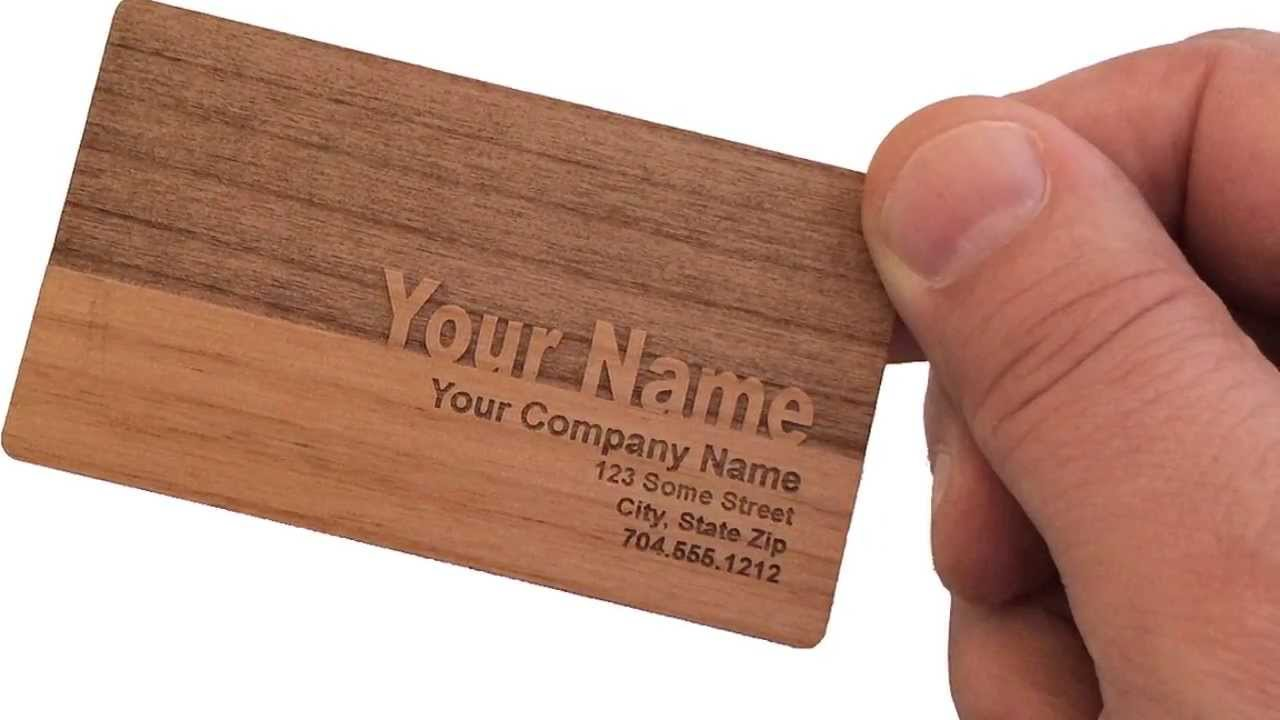 Your Name
Your Company Name
123 Some Street
City, State Zip
704.555.1212